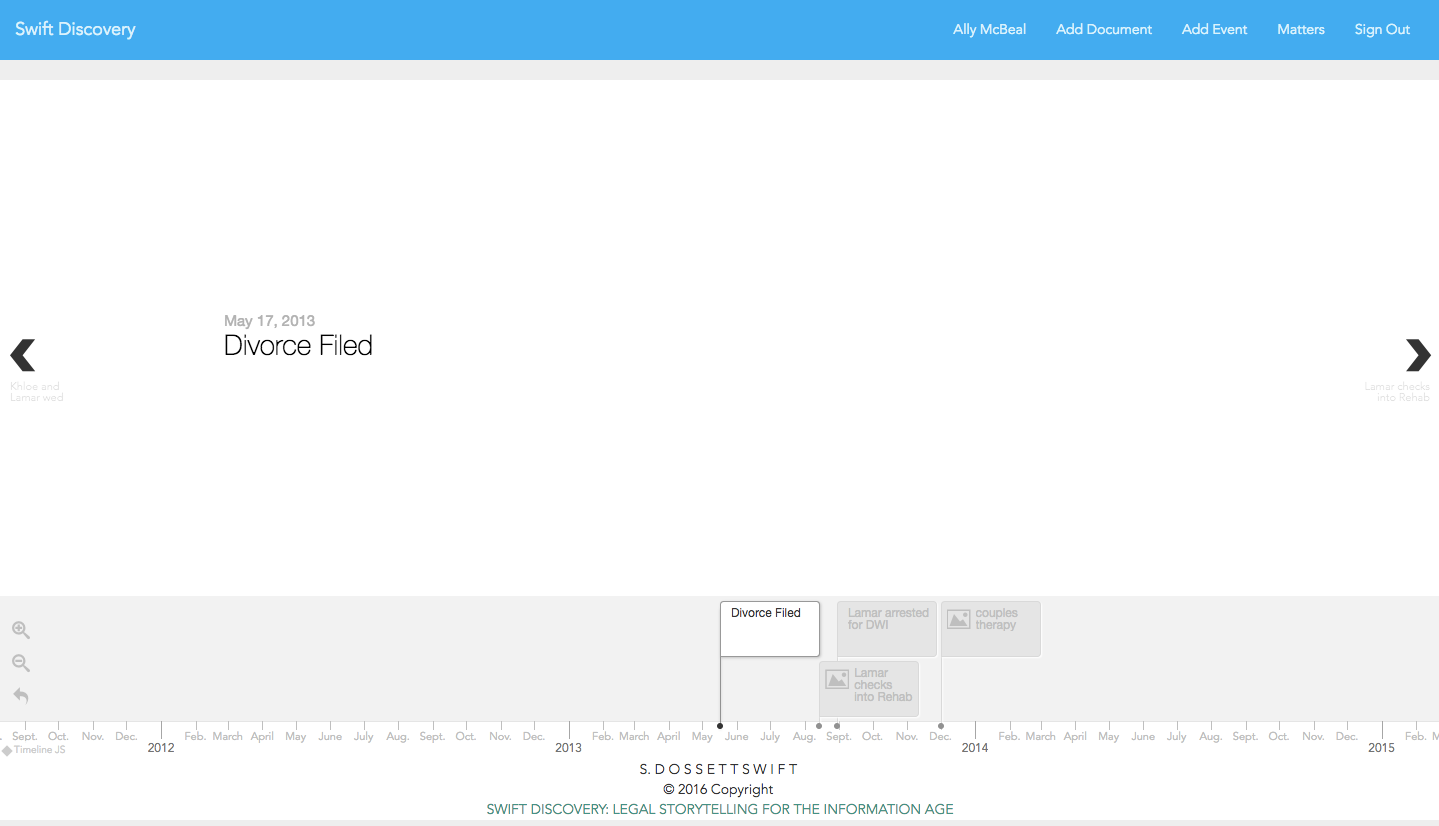 Swift Discovery
Ally McBeal Add Document Add Event Matters Sign Out
May 17, 2013
Divorce Filed
Khloe and
Lamar wed
Lamar checks
into Rehab
Divorce Filed
Lamar arrested
for DWI
couples
therapy
Lamar
checks
into Rehab
Sept. Oct. Nov. Dec. Feb. March April May June July Aug. Sept. Oct. Nov. Dec. Feb. March April May June July Aug. Sept. Oct. Nov. Dec. Feb. March April May June July Aug. Sept. Oct. Nov. Dec. Feb.
2012 2013 2014 2015
Timeline JS
S. D O S S E T T S W I F T
© 2016 Copyright
SWIFT DISCOVERY: LEGAL STORYTELLING FOR THE INFORMATION AGE